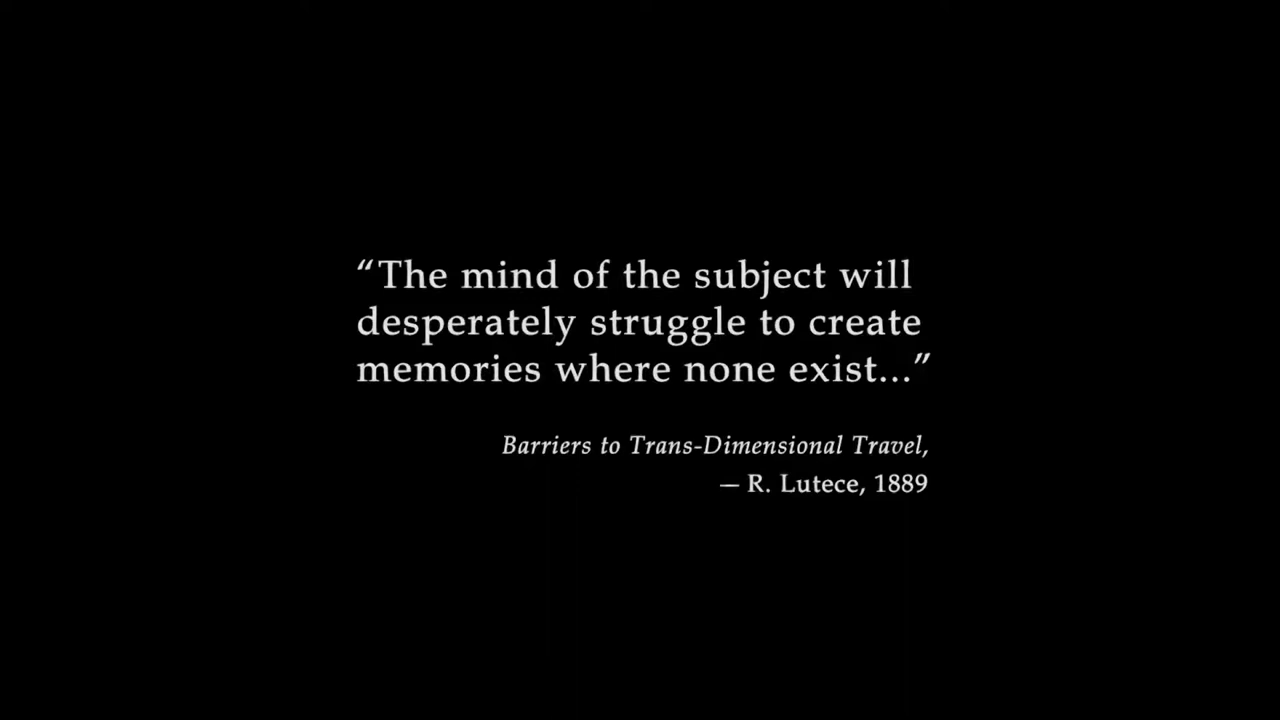 “The mind of the subject will
desperately struggle to create
memories where none exist...”
Barriers to Trans-Dimensional Travel,
— R. Lutece, 1889